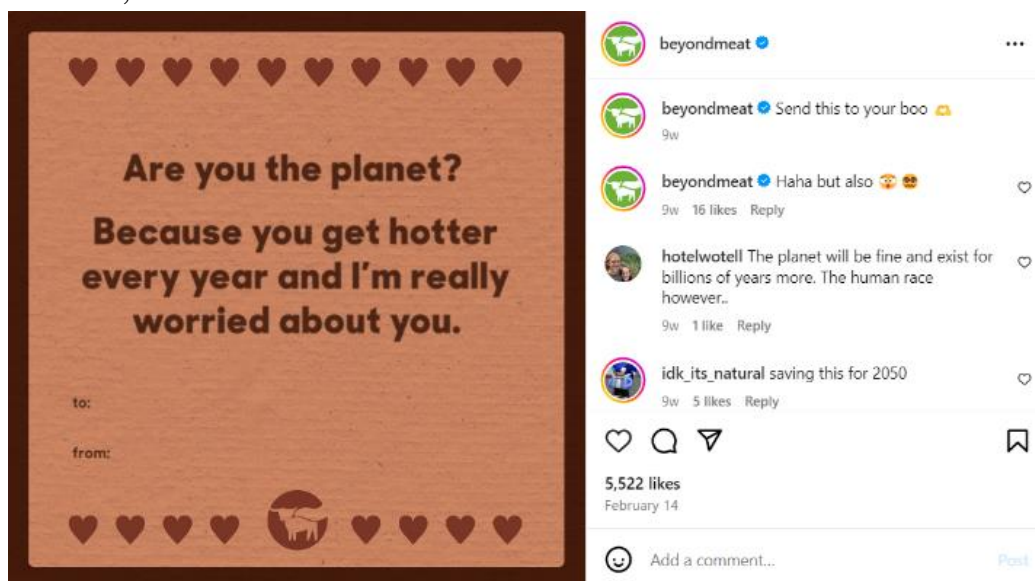 Are you the planet?
Because you get hotter
every year and I'm really
worried about you.
to:
from:
beyondmeat
beyondmeat Send this to your boo 🫶
9w
beyondmeat Haha but also
9w 16 likes Reply
hotelwotell The planet will be fine and exist for
billions of years more. The human race
however..
9w 1 like Reply
idk_its_natural saving this for 2050
9w 5 likes Reply
5,522 likes
February 14
Add a comment...
Post